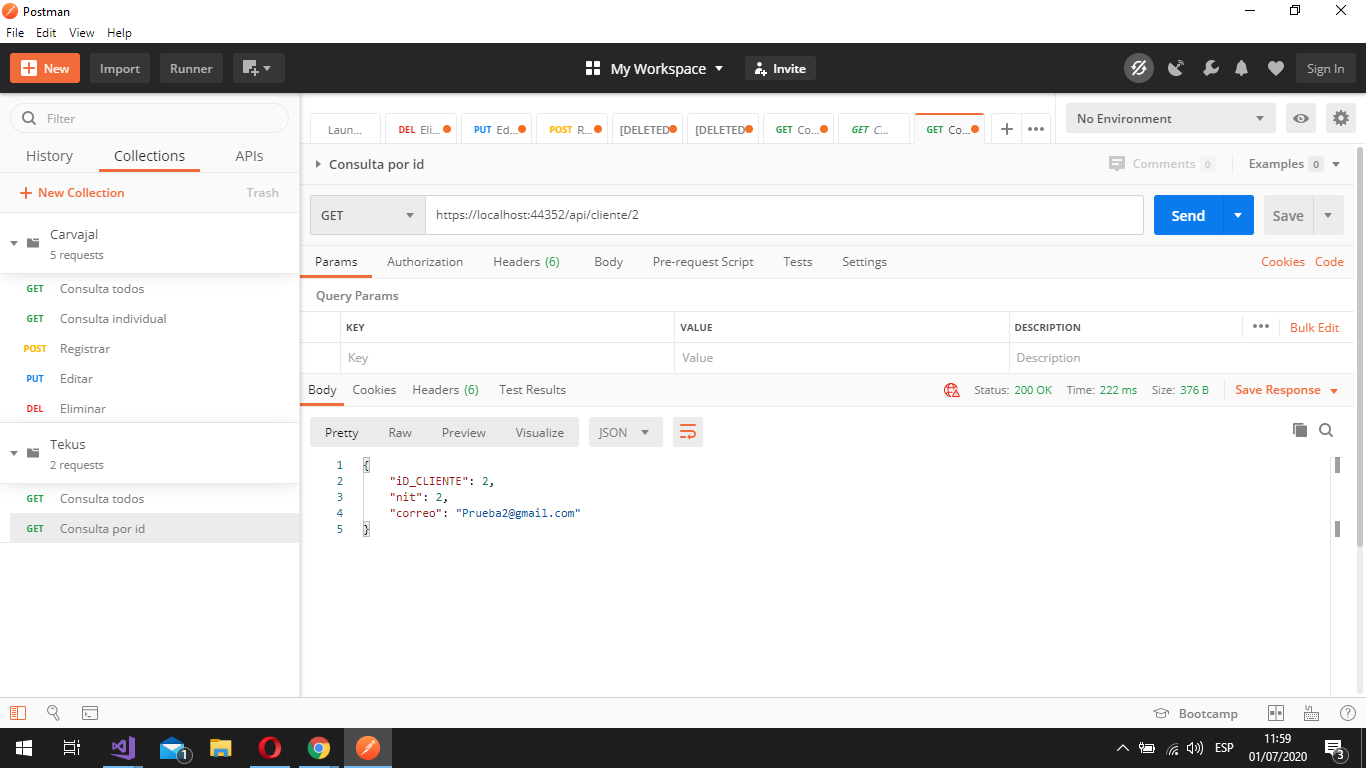 Postman
File Edit View Help
New Import Runner My Workspace Invite Sign In
Filter
History Collections APIs
New Collection Trash
Carvajal
5 requests
GET Consulta todos
GET Consulta individual
POST Registrar
PUT Editar
DEL Eliminar
Tekus
2 requests
GET Consulta todos
GET Consulta por id
Laun... DEL Eli... PUT Ed... POST R... [DELETED] [DELETED] GET Co... GET C... GET Co... + •••
No Environment
Consulta por id
Comments 0 Examples 0
GET https://localhost:44352/api/cliente/2 Send Save
Params Authorization Headers (6) Body Pre-request Script Tests Settings Cookies Code
Query Params
KEY VALUE DESCRIPTION ••• Bulk Edit
Key Value Description
Body Cookies Headers (6) Test Results Status: 200 OK Time: 222 ms Size: 376 B Save Response
Pretty Raw Preview Visualize JSON
1 {
2 "iD_CLIENTE": 2,
3 "nit": 2,
4 "correo": "Prueba2@gmail.com"
5 }
Bootcamp
1
ESP
11:59
01/07/2020
3